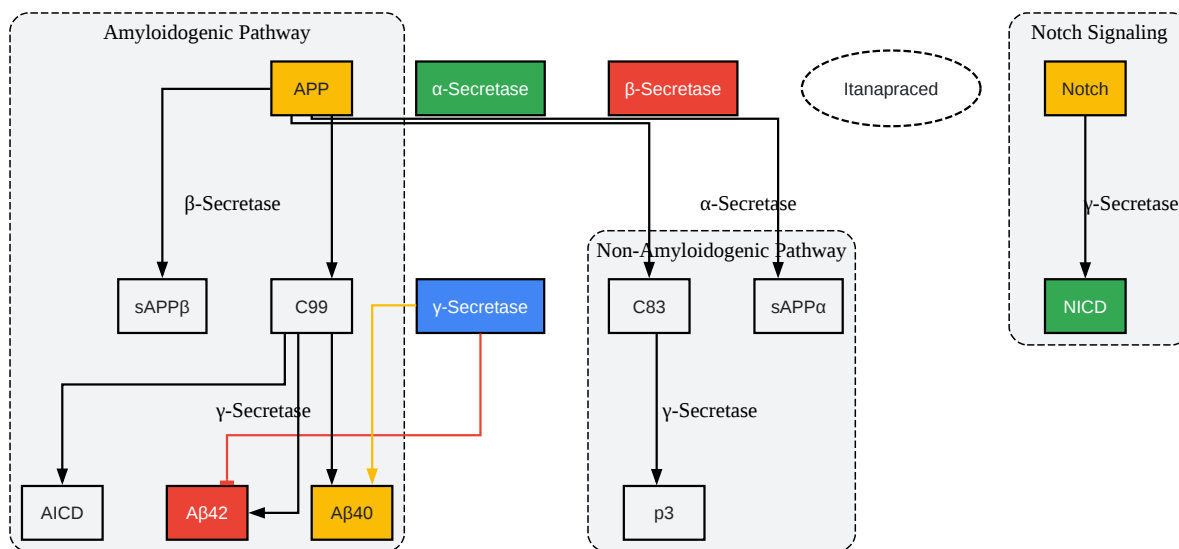 Amyloidogenic Pathway
Notch Signaling
APP
α-Secretase
β-Secretase
Itanapraced
Notch
β-Secretase
α-Secretase
γ-Secretase
Non-Amyloidogenic Pathway
sAPPβ
C99
γ-Secretase
C83
sAPPα
NICD
γ-Secretase
γ-Secretase
AICD
Aβ42
Aβ40
p3